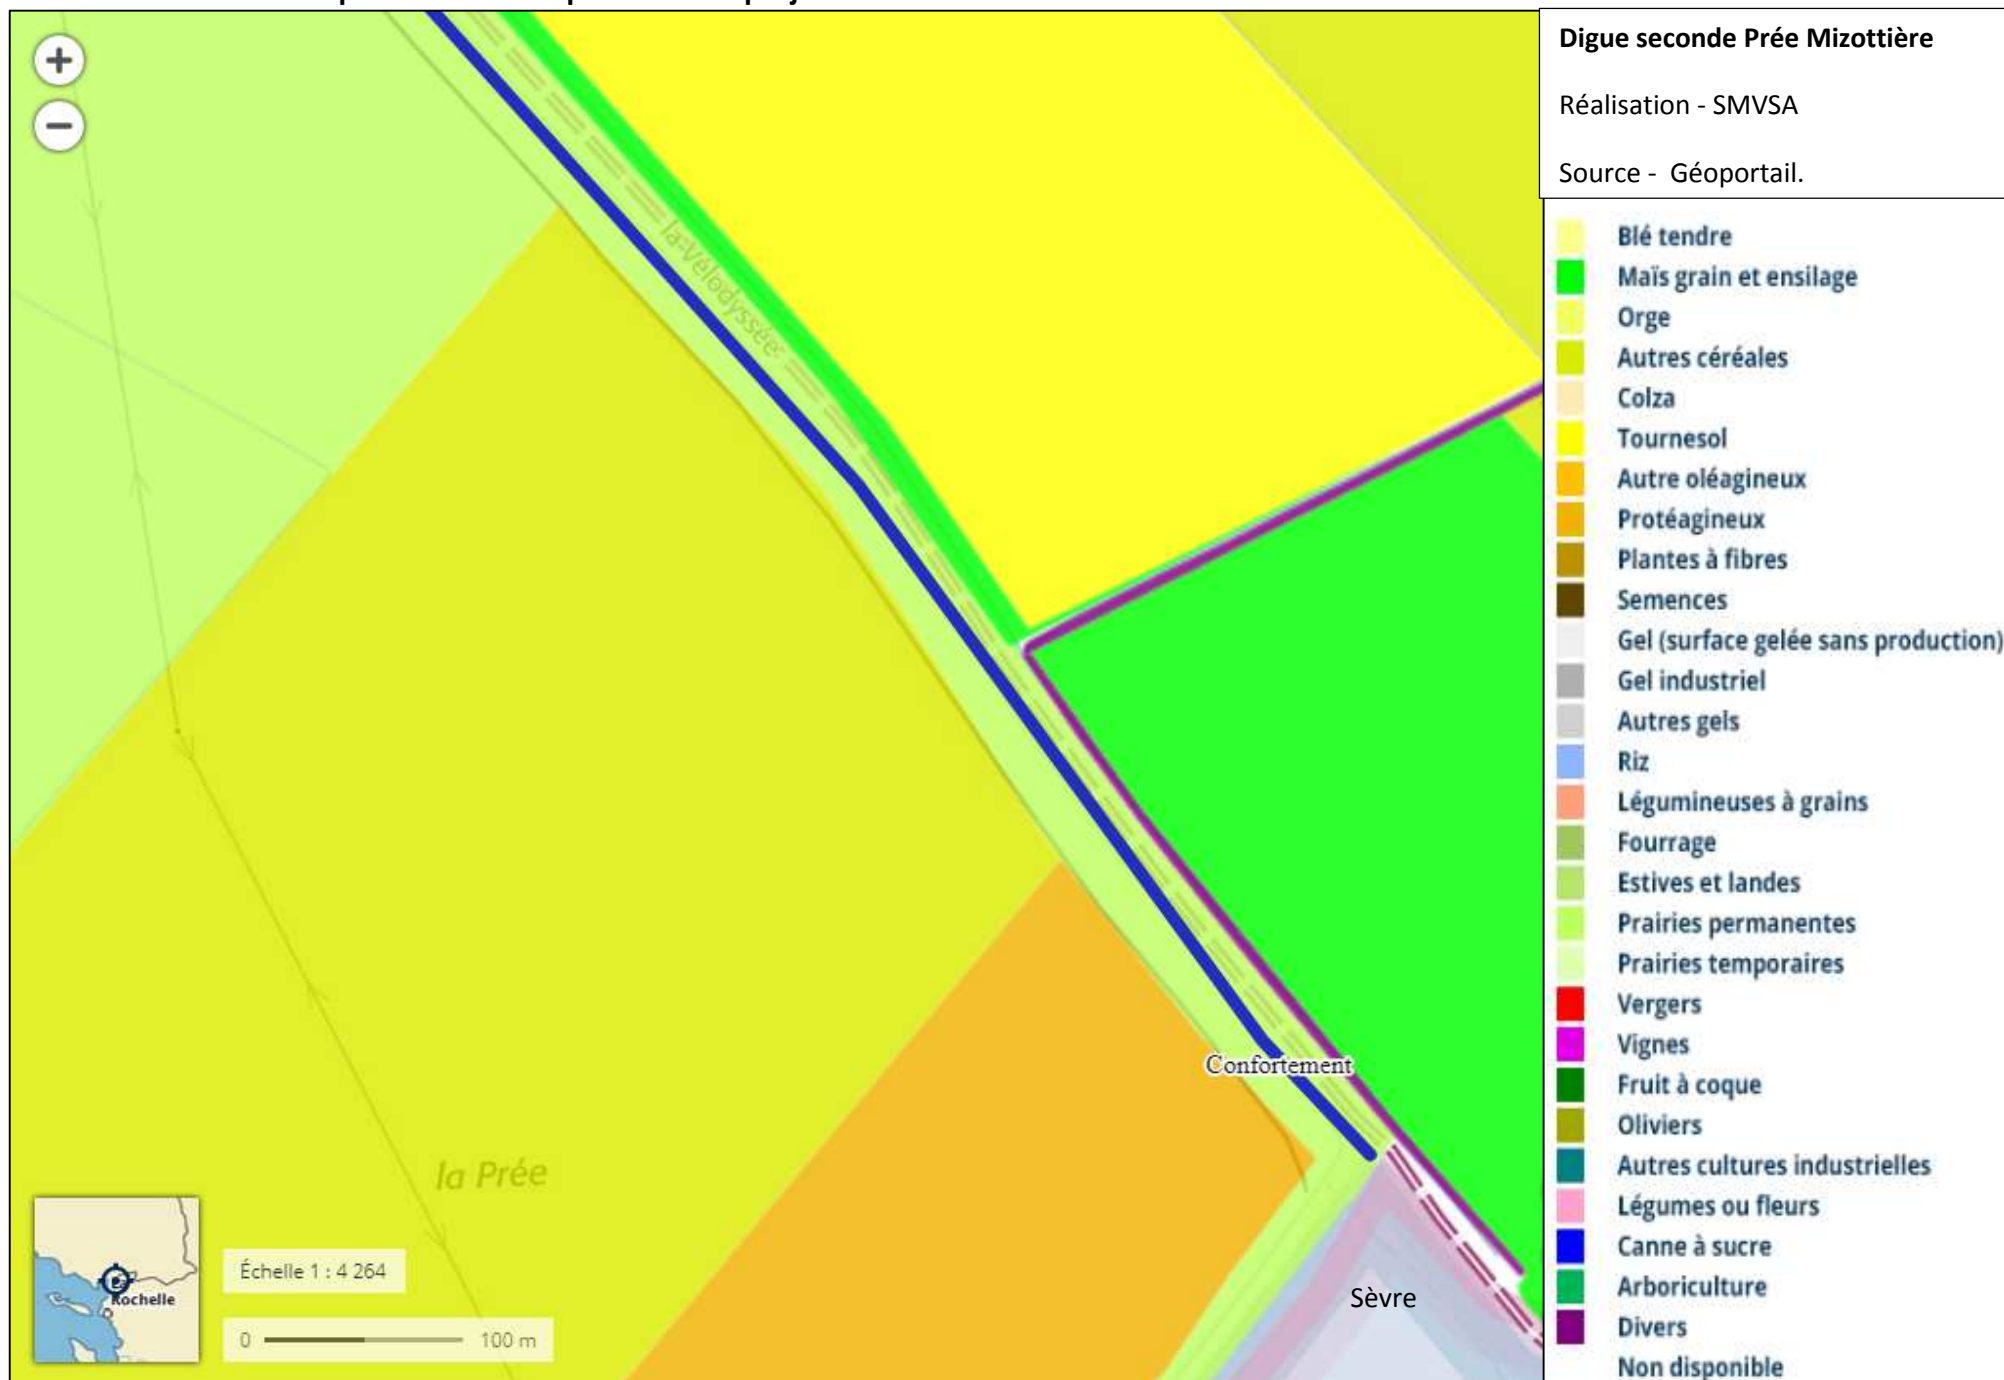 Digue seconde Prée Mizottière
Réalisation - SMVSA
Source - Géoportail.
+
−
la Vélodyssée
Confortement
la Prée
Sèvre
Rochelle
Échelle 1 : 4 264
0 100 m
Blé tendre
Maïs grain et ensilage
Orge
Autres céréales
Colza
Tournesol
Autre oléagineux
Protéagineux
Plantes à fibres
Semences
Gel (surface gelée sans production)
Gel industriel
Autres gels
Riz
Légumineuses à grains
Fourrage
Estives et landes
Prairies permanentes
Prairies temporaires
Vergers
Vignes
Fruit à coque
Oliviers
Autres cultures industrielles
Légumes ou fleurs
Canne à sucre
Arboriculture
Divers
Non disponible